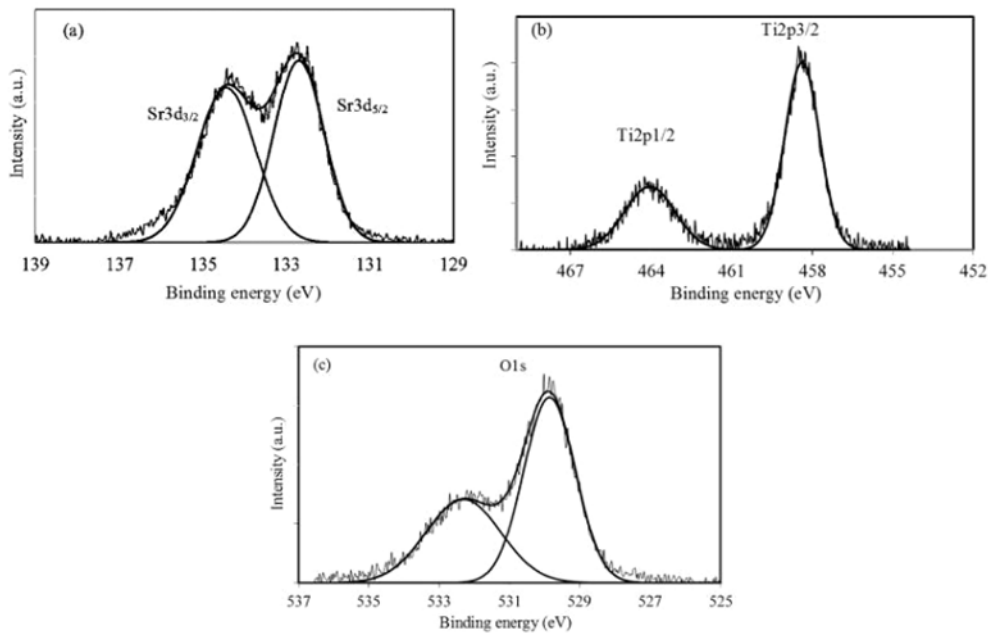 (a)
Sr3d3/2
Sr3d5/2
Intensity (a.u.)
139 137 135 133 131 129
Binding energy (eV)
(b)
Ti2p3/2
Ti2p1/2
Intensity (a.u.)
467 464 461 458 455 452
Binding energy (eV)
(c)
O1s
Intensity (a.u.)
537 535 533 531 529 527 525
Binding energy (eV)